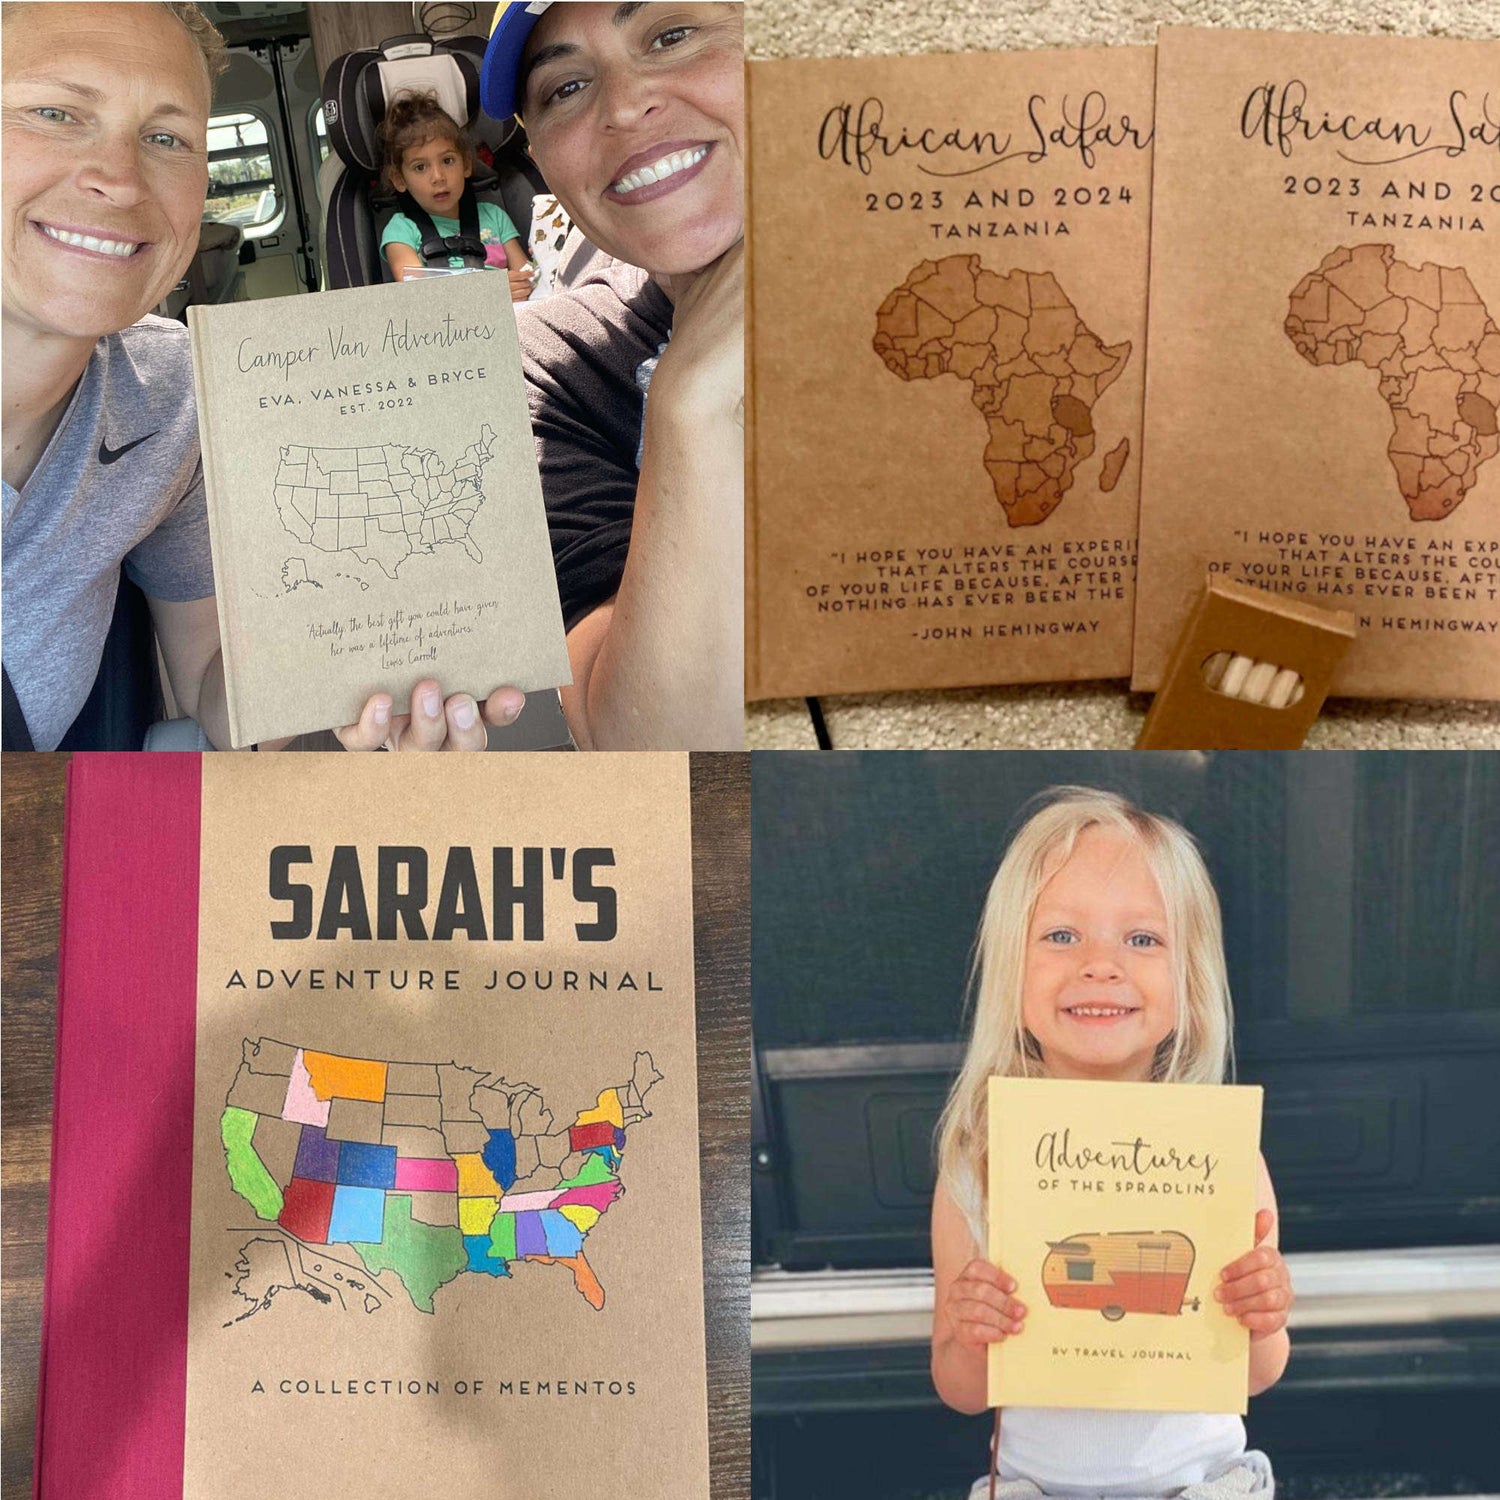 Camper Van Adventures
EVA, VANESSA & BRYCE
EST. 2022
"Actually, the best gift you could have given
her was a lifetime of adventures."
Lewis Carroll
African Safar
2023 AND 2024
TANZANIA
"I HOPE YOU HAVE AN EXPERI
THAT ALTERS THE COURSE
OF YOUR LIFE BECAUSE, AFTER
NOTHING HAS EVER BEEN THE
-JOHN HEMINGWAY
African Sa
2023 AND 20
TANZANIA
"I HOPE YOU HAVE AN EXP
THAT ALTERS THE COU
OF YOUR LIFE BECAUSE, AFT
NOTHING HAS EVER BEEN T
N HEMINGWAY
SARAH'S
ADVENTURE JOURNAL
A COLLECTION OF MEMENTOS
Adventures
OF THE SPRADLINS
RV TRAVEL JOURNAL